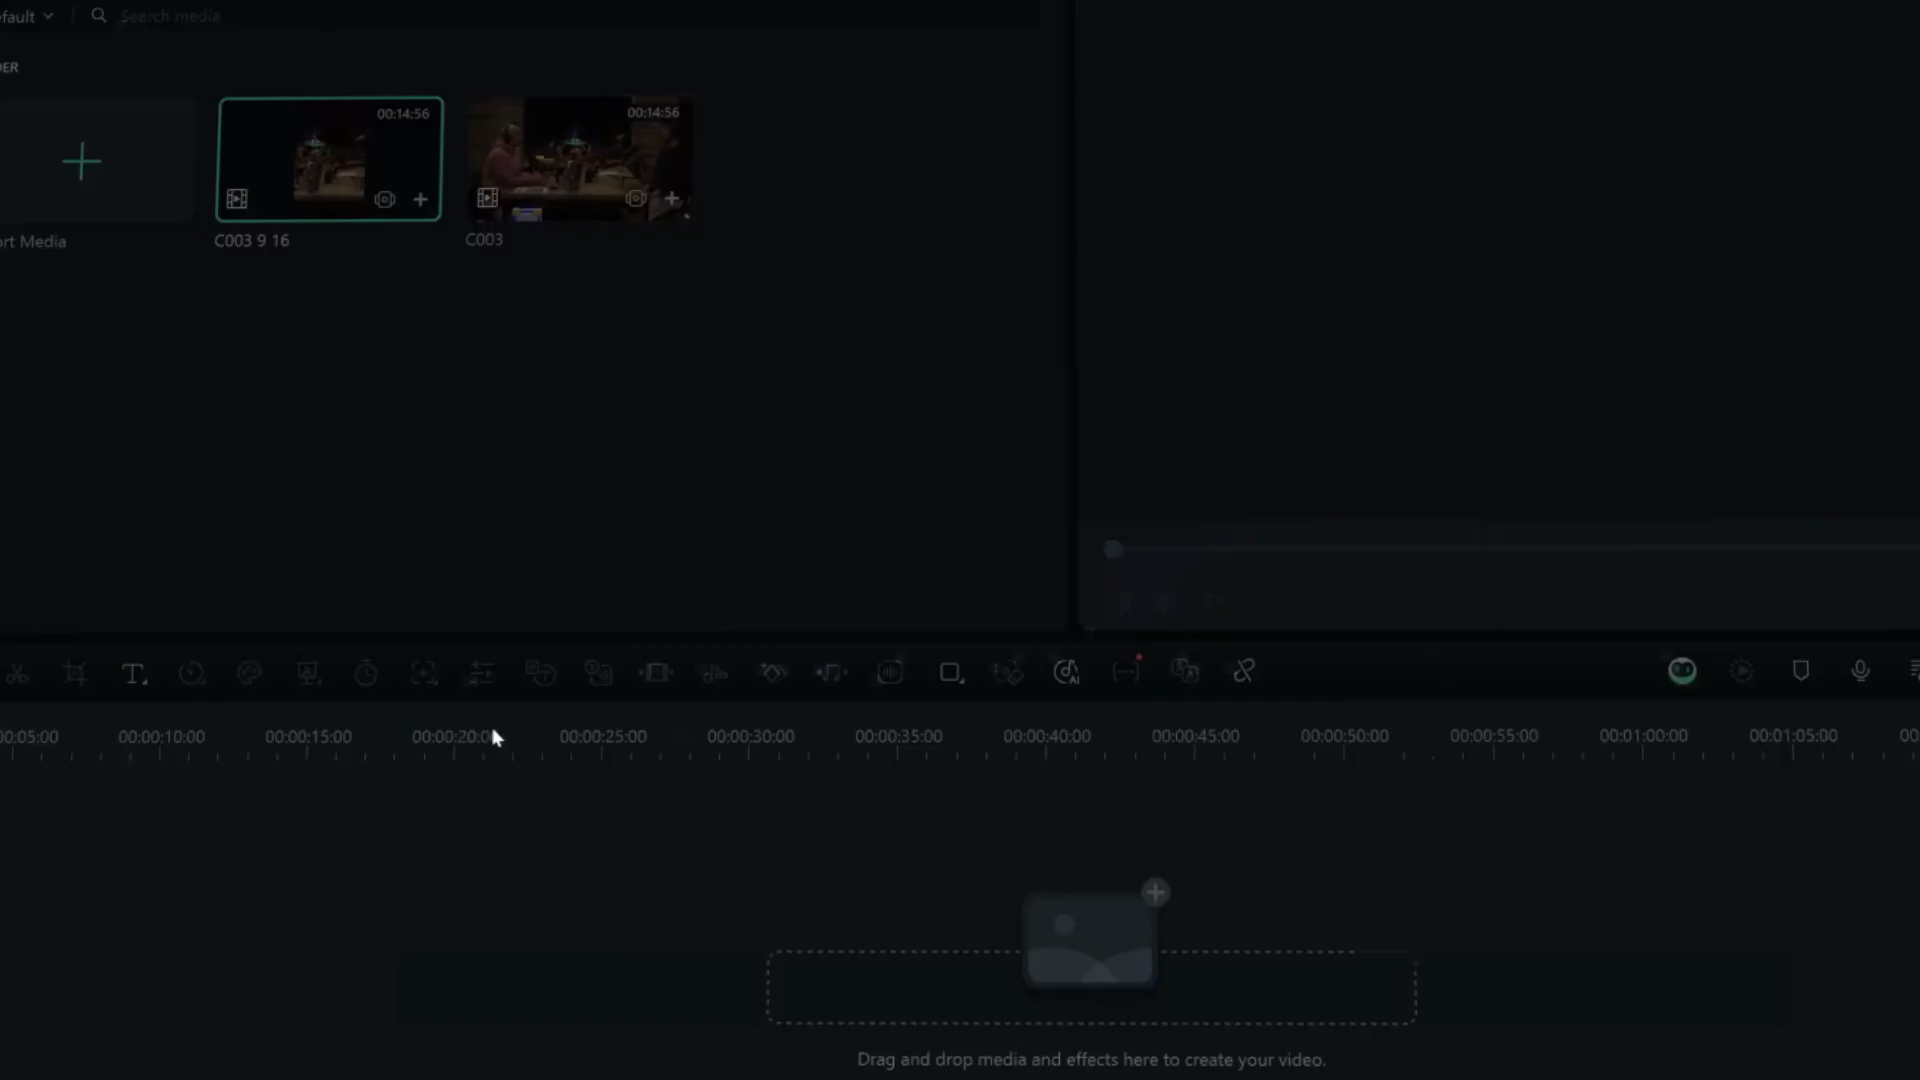 fault
Search media
DER
00:14:56
00:14:56
ort Media
C003 9 16
C003
00:05:00
00:00:10:00
00:00:15:00
00:00:20:00
00:00:25:00
00:00:30:00
00:00:35:00
00:00:40:00
00:00:45:00
00:00:50:00
00:00:55:00
00:01:00:00
00:01:05:00
00
Drag and drop media and effects here to create your video.